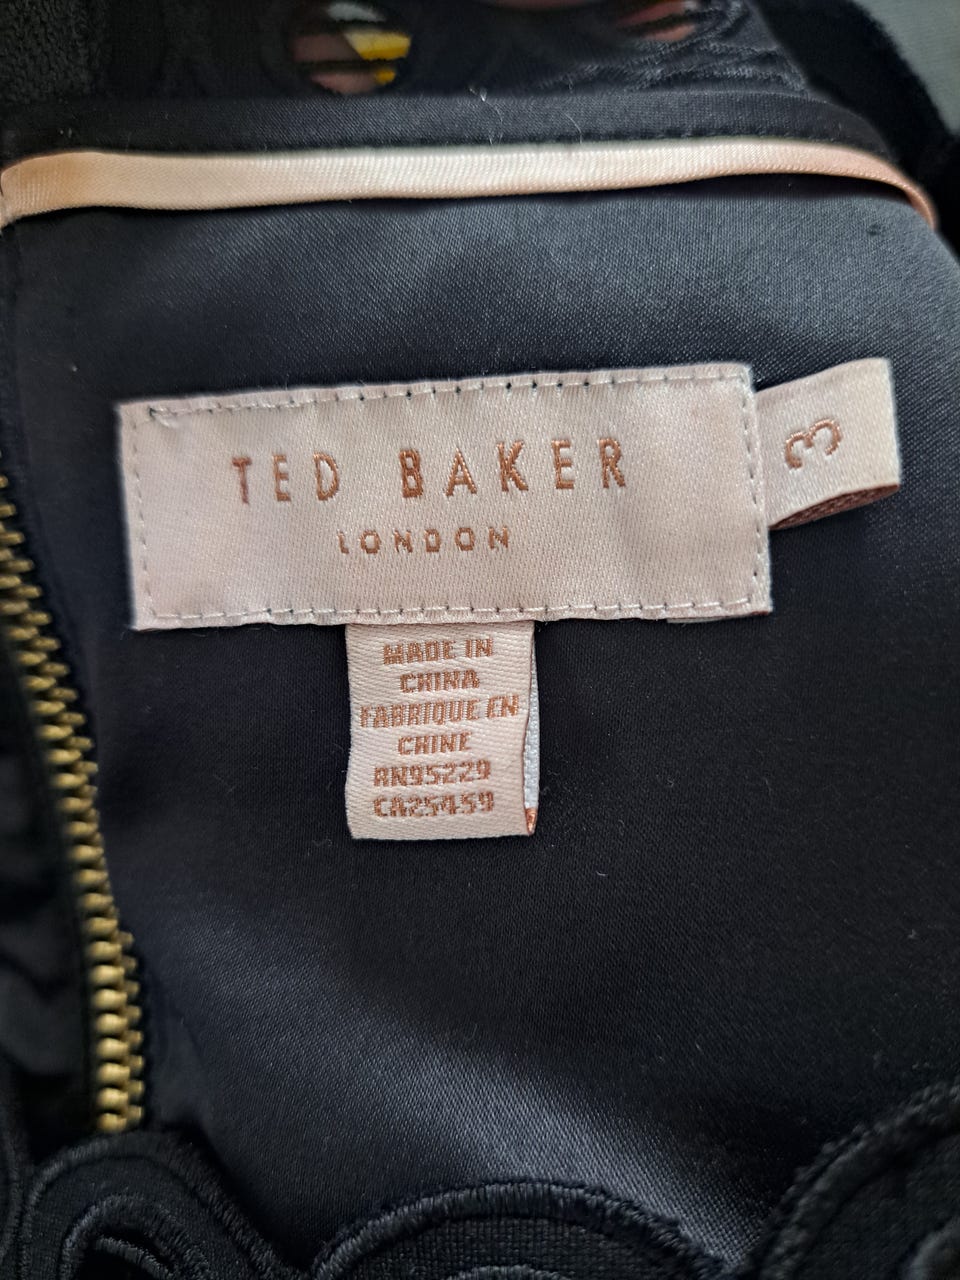 TED BAKER
LONDON
3
MADE IN
CHINA
FABRIQUE EN
CHINE
RN95229
CA25459